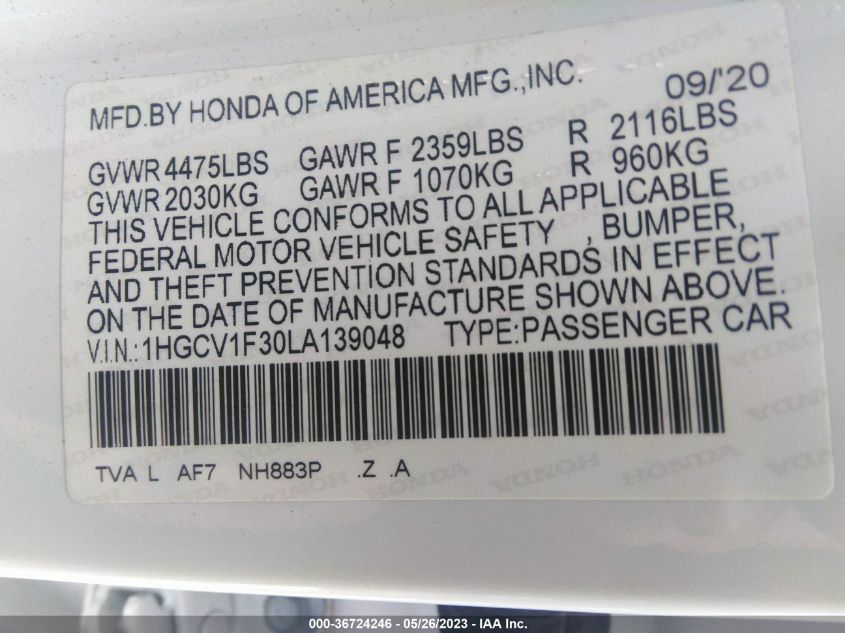 MFD.BY HONDA OF AMERICA MFG.,INC. 09/'20
GVWR 4475LBS GAWR F 2359LBS R 2116LBS
GVWR 2030KG GAWR F 1070KG R 960KG
THIS VEHICLE CONFORMS TO ALL APPLICABLE
FEDERAL MOTOR VEHICLE SAFETY , BUMPER,
AND THEFT PREVENTION STANDARDS IN EFFECT
ON THE DATE OF MANUFACTURE SHOWN ABOVE.
V.I.N.:1HGCV1F30LA139048 TYPE:PASSENGER CAR
TVA L AF7 NH883P .Z .A
000-36724246 - 05/26/2023 - IAA Inc.